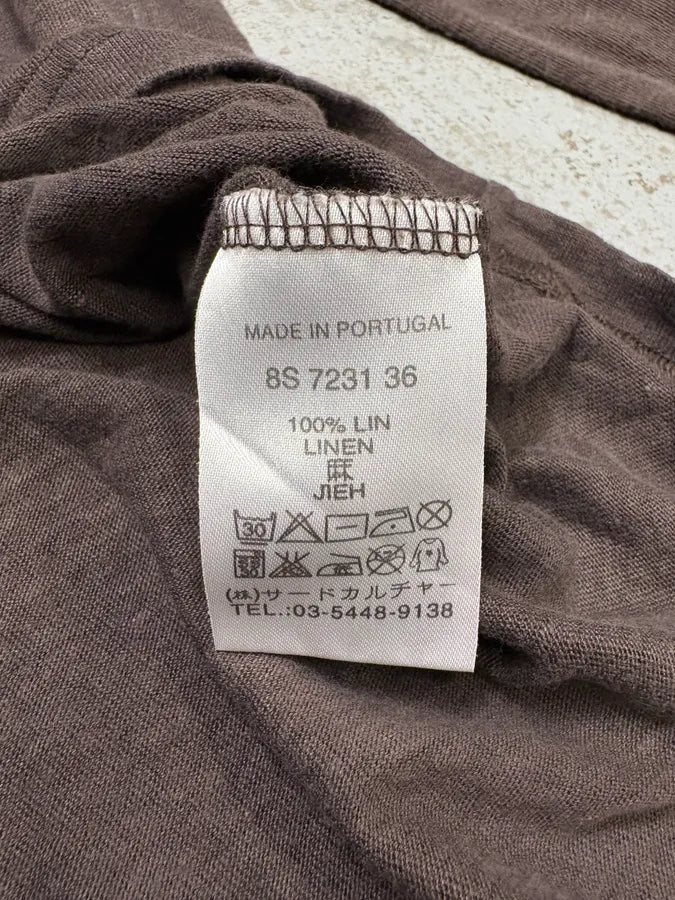 MADE IN PORTUGAL
8S 7231 36
100% LIN
LINEN
麻
JIEH
30
(株)サードカルチャー
TEL.:03-5448-9138